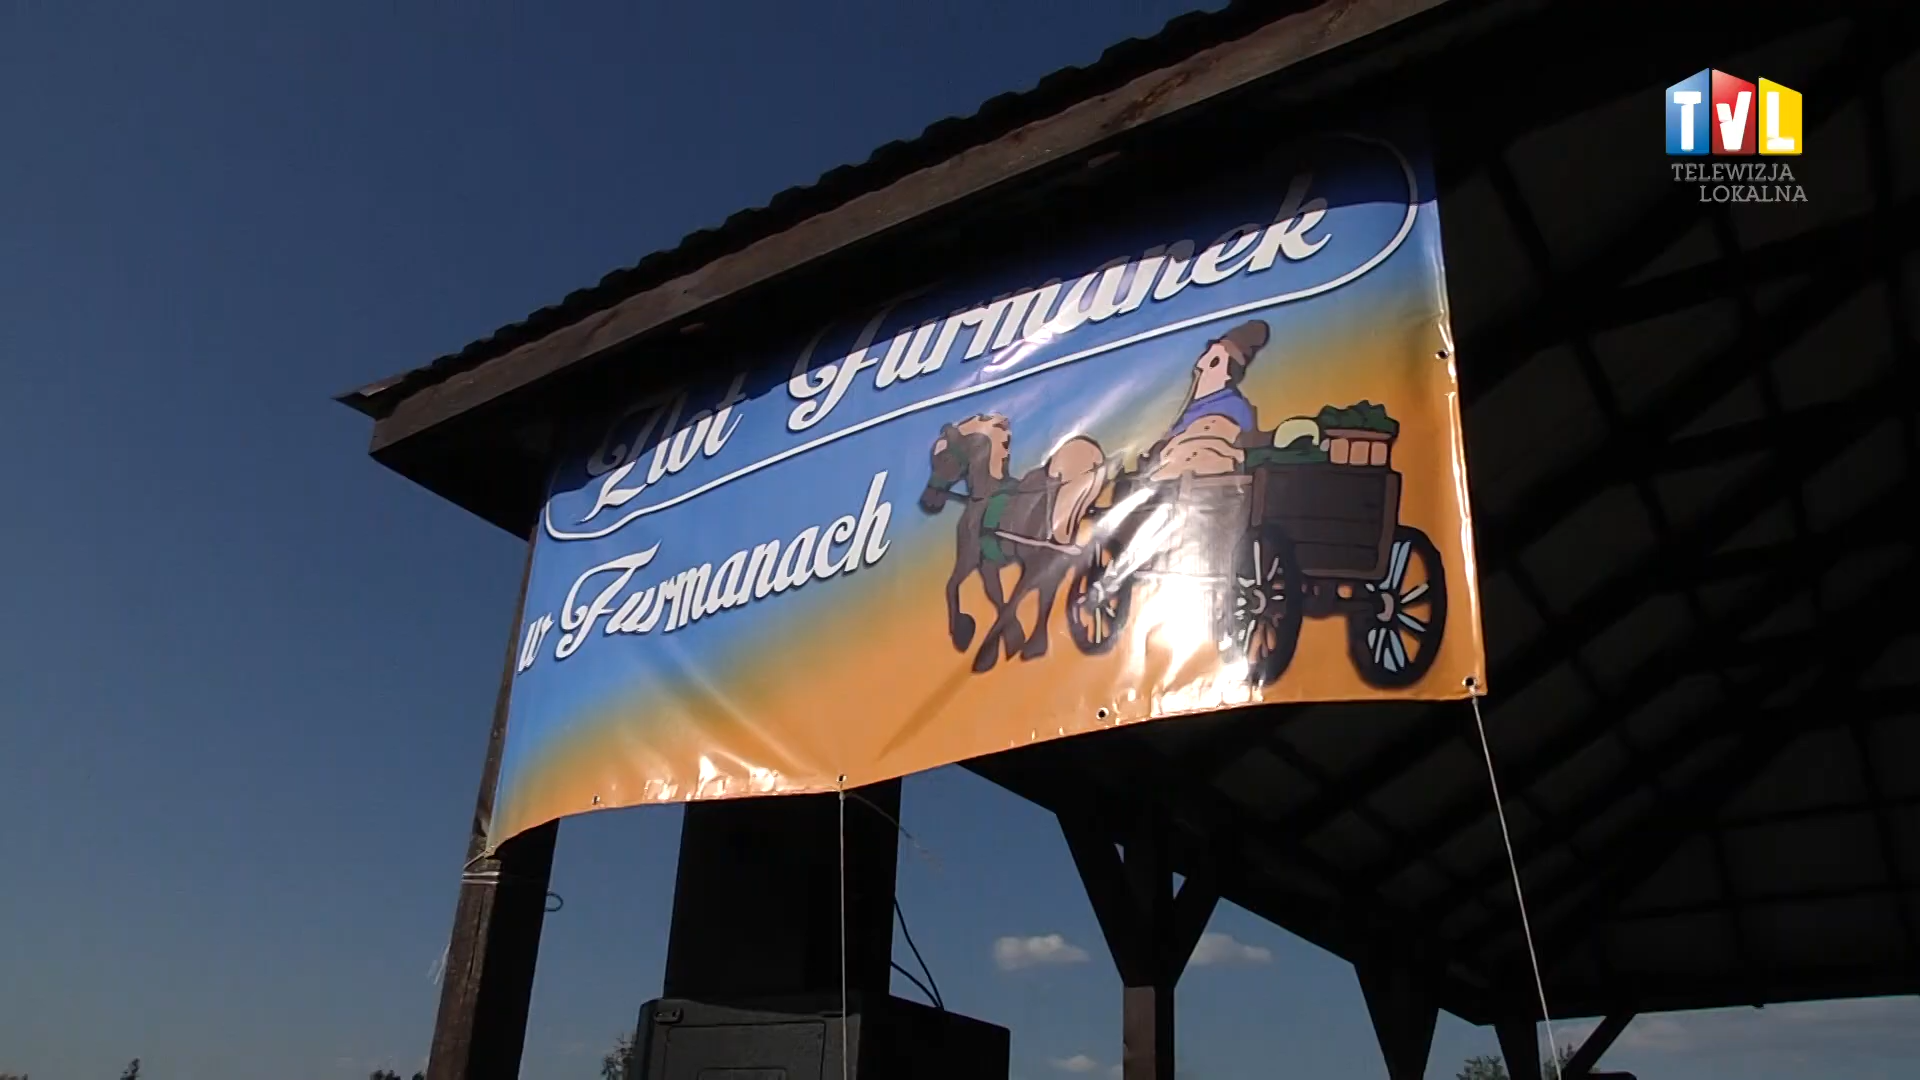 Zlot Furmanek
w Furmanach
TVL
TELEWIZJA
LOKALNA